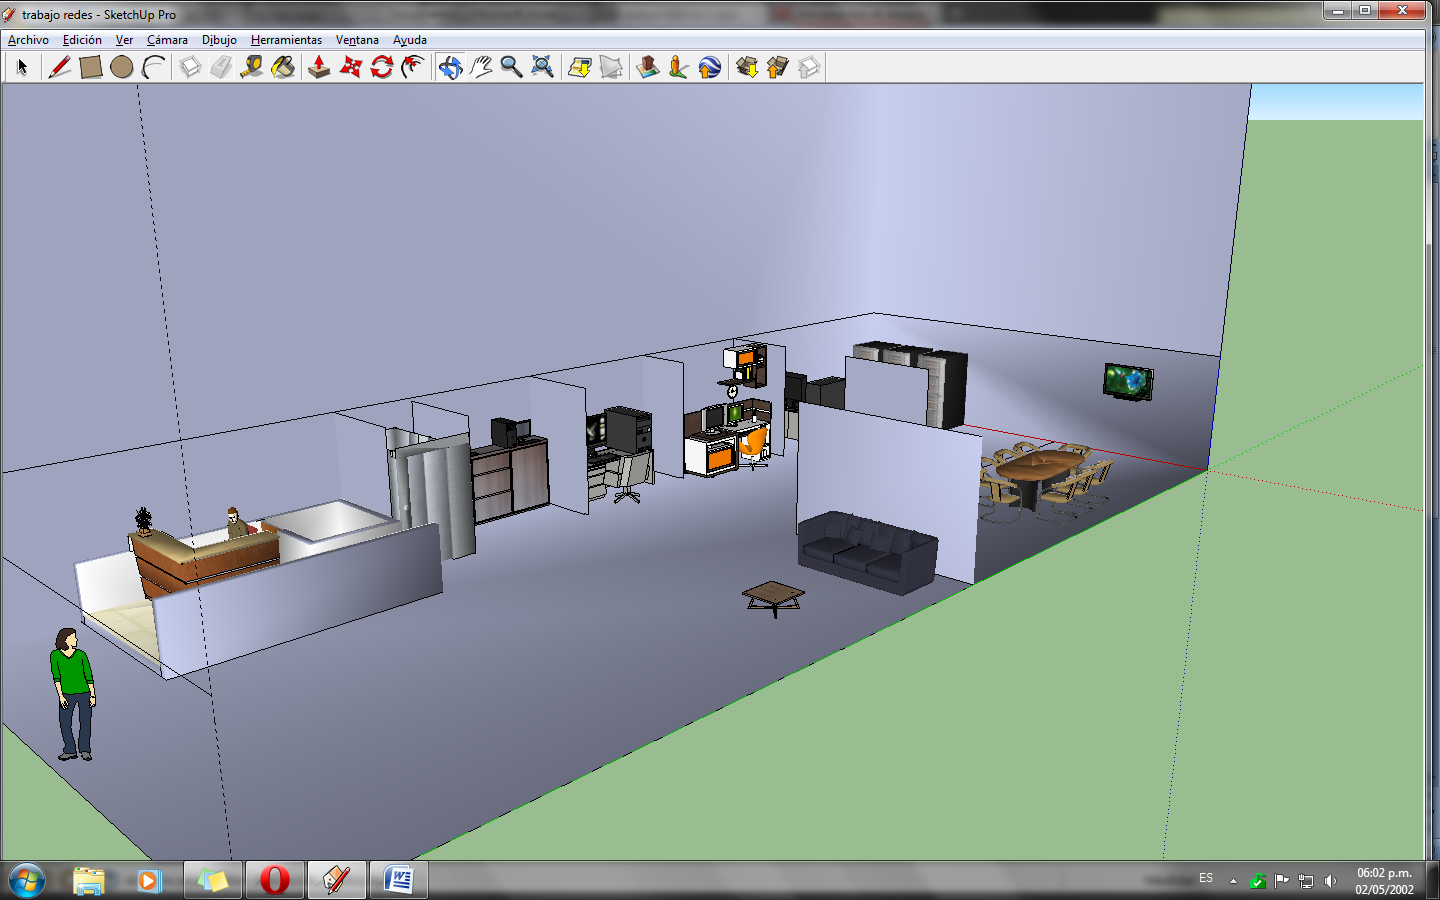 trabajo redes - SketchUp Pro
Archivo Edición Ver Cámara Dibujo Herramientas Ventana Ayuda
ES
06:02 p.m.
02/05/2002